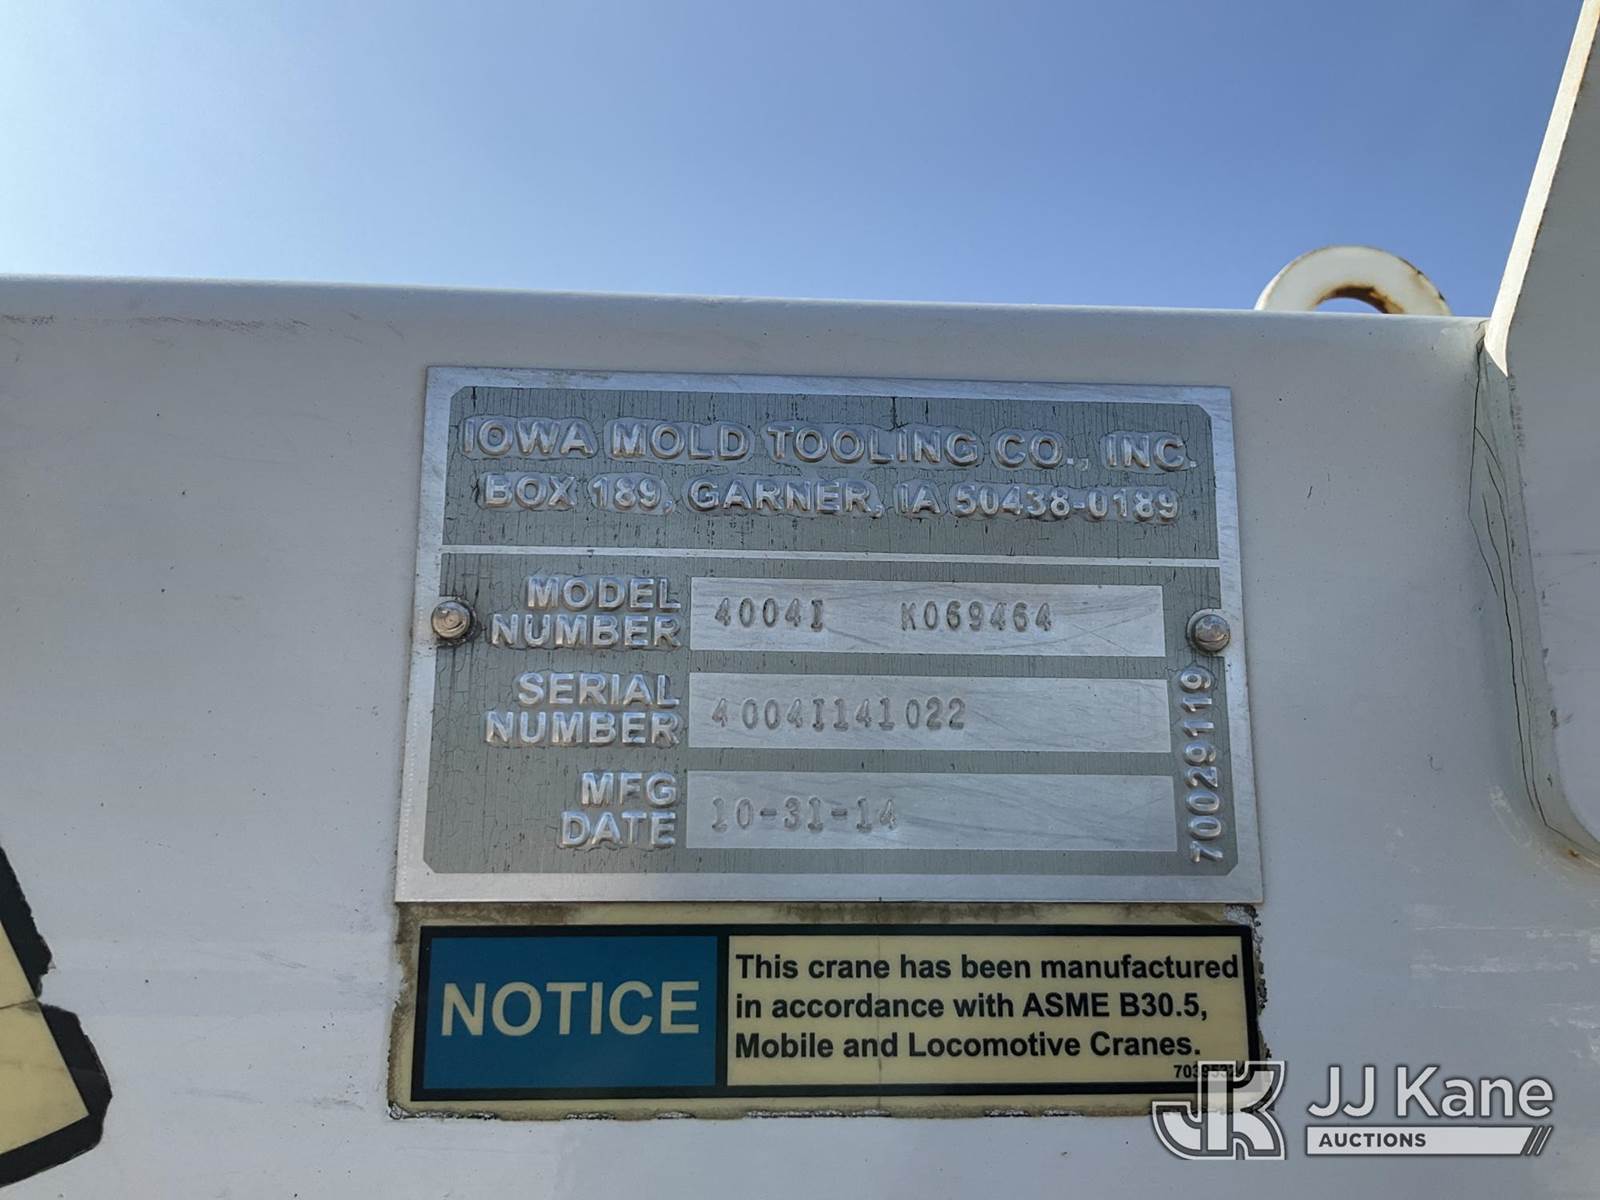 IOWA MOLD TOOLING CO., INC.
BOX 189, GARNER, IA 50438-0189
MODEL NUMBER 4004I K069464
SERIAL NUMBER 4004I141022
MFG DATE 10-31-14
70029119
NOTICE
This crane has been manufactured
in accordance with ASME B30.5,
Mobile and Locomotive Cranes.
JJ Kane
AUCTIONS